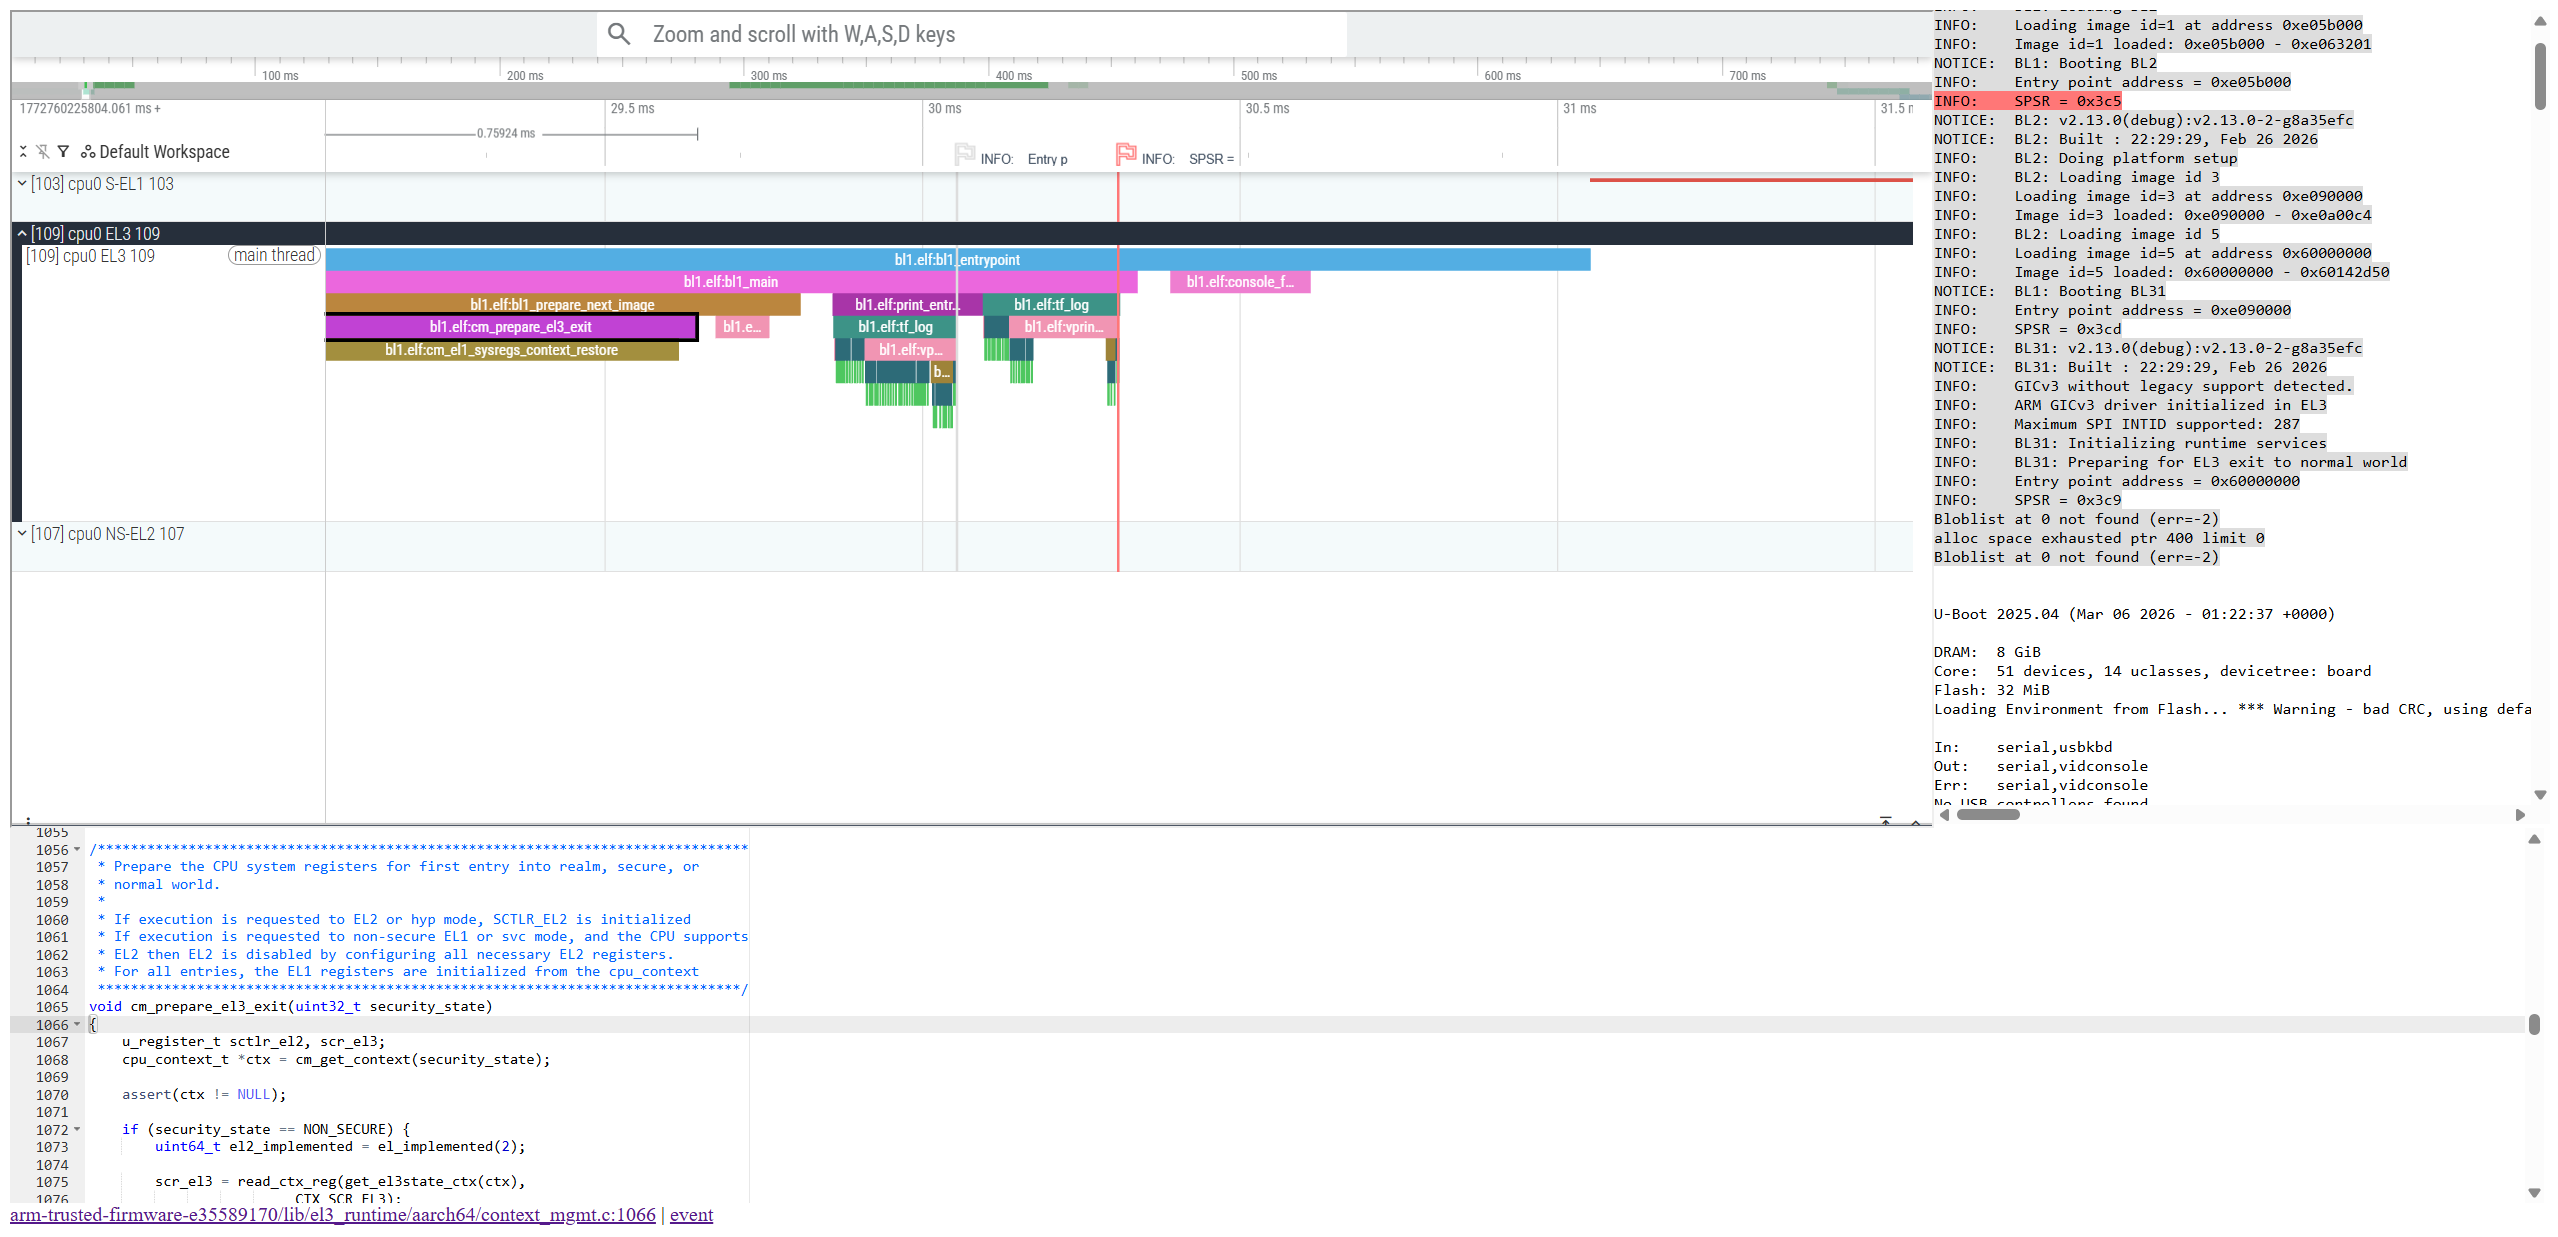 Zoom and scroll with W,A,S,D keys
100 ms
200 ms
300 ms
400 ms
500 ms
600 ms
700 ms
1772760225804.061 ms +
29.5 ms
30 ms
30.5 ms
31 ms
31.5
0.75924 ms
Default Workspace
INFO: Entry p
INFO: SPSR =
[103] cpu0 S-EL1 103
[109] cpu0 EL3 109
[109] cpu0 EL3 109
main thread
bl1.elf:bl1_entrypoint
bl1.elf:bl1_main
bl1.elf:console_f...
bl1.elf:bl1_prepare_next_image
bl1.elf:print_entr...
bl1.elf:tf_log
bl1.elf:cm_prepare_el3_exit
bl1.e...
bl1.elf:tf_log
bl1.elf:vprin...
bl1.elf:cm_el1_sysregs_context_restore
bl1.elf:vp...
b...
[107] cpu0 NS-EL2 107
INFO:    Loading image id=1 at address 0xe05b000
INFO:    Image id=1 loaded: 0xe05b000 - 0xe063201
NOTICE:  BL1: Booting BL2
INFO:    Entry point address = 0xe05b000
INFO:    SPSR = 0x3c5
NOTICE:  BL2: v2.13.0(debug):v2.13.0-2-g8a35efc
NOTICE:  BL2: Built : 22:29:29, Feb 26 2026
INFO:    BL2: Doing platform setup
INFO:    BL2: Loading image id 3
INFO:    Loading image id=3 at address 0xe090000
INFO:    Image id=3 loaded: 0xe090000 - 0xe0a00c4
INFO:    BL2: Loading image id 5
INFO:    Loading image id=5 at address 0x60000000
INFO:    Image id=5 loaded: 0x60000000 - 0x60142d50
NOTICE:  BL1: Booting BL31
INFO:    Entry point address = 0xe090000
INFO:    SPSR = 0x3cd
NOTICE:  BL31: v2.13.0(debug):v2.13.0-2-g8a35efc
NOTICE:  BL31: Built : 22:29:29, Feb 26 2026
INFO:    GICv3 without legacy support detected.
INFO:    ARM GICv3 driver initialized in EL3
INFO:    Maximum SPI INTID supported: 287
INFO:    BL31: Initializing runtime services
INFO:    BL31: Preparing for EL3 exit to normal world
INFO:    Entry point address = 0x60000000
INFO:    SPSR = 0x3c9
Bloblist at 0 not found (err=-2)
alloc space exhausted ptr 400 limit 0
Bloblist at 0 not found (err=-2)
U-Boot 2025.04 (Mar 06 2026 - 01:22:37 +0000)
DRAM:  8 GiB
Core:  51 devices, 14 uclasses, devicetree: board
Flash: 32 MiB
Loading Environment from Flash... *** Warning - bad CRC, using defa
In:    serial,usbkbd
Out:   serial,vidconsole
Err:   serial,vidconsole
No USB controllers found
1055
1056 /*******************************************************************************
1057  * Prepare the CPU system registers for first entry into realm, secure, or
1058  * normal world.
1059  *
1060  * If execution is requested to EL2 or hyp mode, SCTLR_EL2 is initialized
1061  * If execution is requested to non-secure EL1 or svc mode, and the CPU supports
1062  * EL2 then EL2 is disabled by configuring all necessary EL2 registers.
1063  * For all entries, the EL1 registers are initialized from the cpu_context
1064  ******************************************************************************/
1065 void cm_prepare_el3_exit(uint32_t security_state)
1066 {
1067     u_register_t sctlr_el2, scr_el3;
1068     cpu_context_t *ctx = cm_get_context(security_state);
1069
1070     assert(ctx != NULL);
1071
1072     if (security_state == NON_SECURE) {
1073         uint64_t el2_implemented = el_implemented(2);
1074
1075         scr_el3 = read_ctx_reg(get_el3state_ctx(ctx),
1076                          CTX_SCR_EL3);
arm-trusted-firmware-e35589170/lib/el3_runtime/aarch64/context_mgmt.c:1066 | event